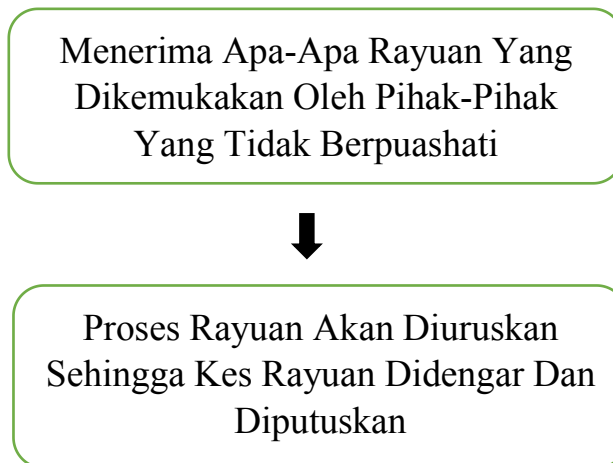 Menerima Apa-Apa Rayuan Yang
Dikemukakan Oleh Pihak-Pihak
Yang Tidak Berpuashati
Proses Rayuan Akan Diuruskan
Sehingga Kes Rayuan Didengar Dan
Diputuskan